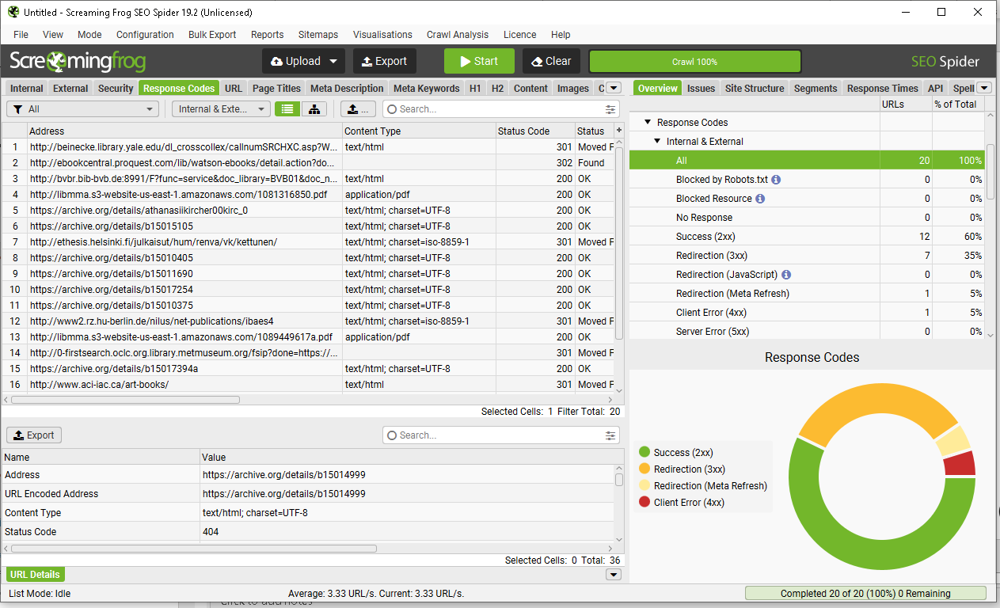 Untitled - Screaming Frog SEO Spider 19.2 (Unlicensed)
File View Mode Configuration Bulk Export Reports Sitemaps Visualisations Crawl Analysis Licence Help
Screamingfrog Upload Export Start Clear Crawl 100% SEO Spider
Internal External Security Response Codes URL Page Titles Meta Description Meta Keywords H1 H2 Content Images C
All Internal & Exte... ... Search...
Address Content Type Status Code Status +
1 http://beinecke.library.yale.edu/dl_crosscollex/callnumSRCHXC.asp?W... text/html 301 Moved F
2 http://ebookcentral.proquest.com/lib/watson-ebooks/detail.action?do... 302 Found
3 http://bvbr.bib-bvb.de:8991/F?func=service&doc_library=BVB01&doc_n... text/html 200 OK
4 http://libmma.s3-website-us-east-1.amazonaws.com/1081316850.pdf application/pdf 200 OK
5 https://archive.org/details/athanasiikircher00kirc_0 text/html; charset=UTF-8 200 OK
6 https://archive.org/details/b15015105 text/html; charset=UTF-8 200 OK
7 http://ethesis.helsinki.fi/julkaisut/hum/renva/vk/kettunen/ text/html; charset=iso-8859-1 301 Moved F
8 https://archive.org/details/b15010405 text/html; charset=UTF-8 200 OK
9 https://archive.org/details/b15011690 text/html; charset=UTF-8 200 OK
10 https://archive.org/details/b15017254 text/html; charset=UTF-8 200 OK
11 https://archive.org/details/b15010375 text/html; charset=UTF-8 200 OK
12 http://www2.rz.hu-berlin.de/nilus/net-publications/ibaes4 text/html; charset=iso-8859-1 301 Moved F
13 http://libmma.s3-website-us-east-1.amazonaws.com/1089449617a.pdf application/pdf 200 OK
14 http://0-firstsearch.oclc.org.library.metmuseum.org/fsip?done=https://... 301 Moved F
15 https://archive.org/details/b15017394a text/html; charset=UTF-8 200 OK
16 http://www.aci-iac.ca/art-books/ text/html 301 Moved F
Selected Cells: 1 Filter Total: 20
Export Search...
Name Value
Address https://archive.org/details/b15014999
URL Encoded Address https://archive.org/details/b15014999
Content Type text/html; charset=UTF-8
Status Code 404
Selected Cells: 0 Total: 36
URL Details
Overview Issues Site Structure Segments Response Times API Spell
URLs % of Total
Response Codes
Internal & External
All 20 100%
Blocked by Robots.txt 0 0%
Blocked Resource 0 0%
No Response 0 0%
Success (2xx) 12 60%
Redirection (3xx) 7 35%
Redirection (JavaScript) 0 0%
Redirection (Meta Refresh) 1 5%
Client Error (4xx) 1 5%
Server Error (5xx) 0 0%
Response Codes
Success (2xx)
Redirection (3xx)
Redirection (Meta Refresh)
Client Error (4xx)
List Mode: Idle Average: 3.33 URL/s. Current: 3.33 URL/s. Completed 20 of 20 (100%) 0 Remaining
Click to add notes